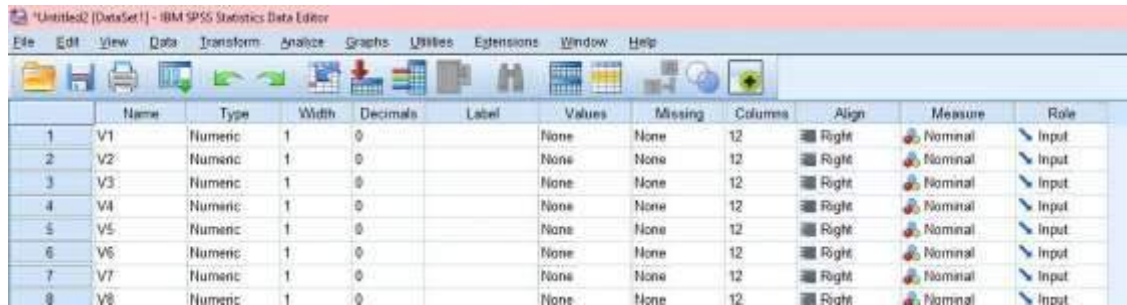 *Untitled2 [DataSet1] - IBM SPSS Statistics Data Editor
File Edit View Data Transform Analyze Graphs Utilities Extensions Window Help
Name Type Width Decimals Label Values Missing Columns Align Measure Role
1 V1 Numeric 1 0 None None 12 Right Nominal Input
2 V2 Numeric 1 0 None None 12 Right Nominal Input
3 V3 Numeric 1 0 None None 12 Right Nominal Input
4 V4 Numeric 1 0 None None 12 Right Nominal Input
5 V5 Numeric 1 0 None None 12 Right Nominal Input
6 V6 Numeric 1 0 None None 12 Right Nominal Input
7 V7 Numeric 1 0 None None 12 Right Nominal Input
8 V8 Numeric 1 0 None None 12 Right Nominal Input